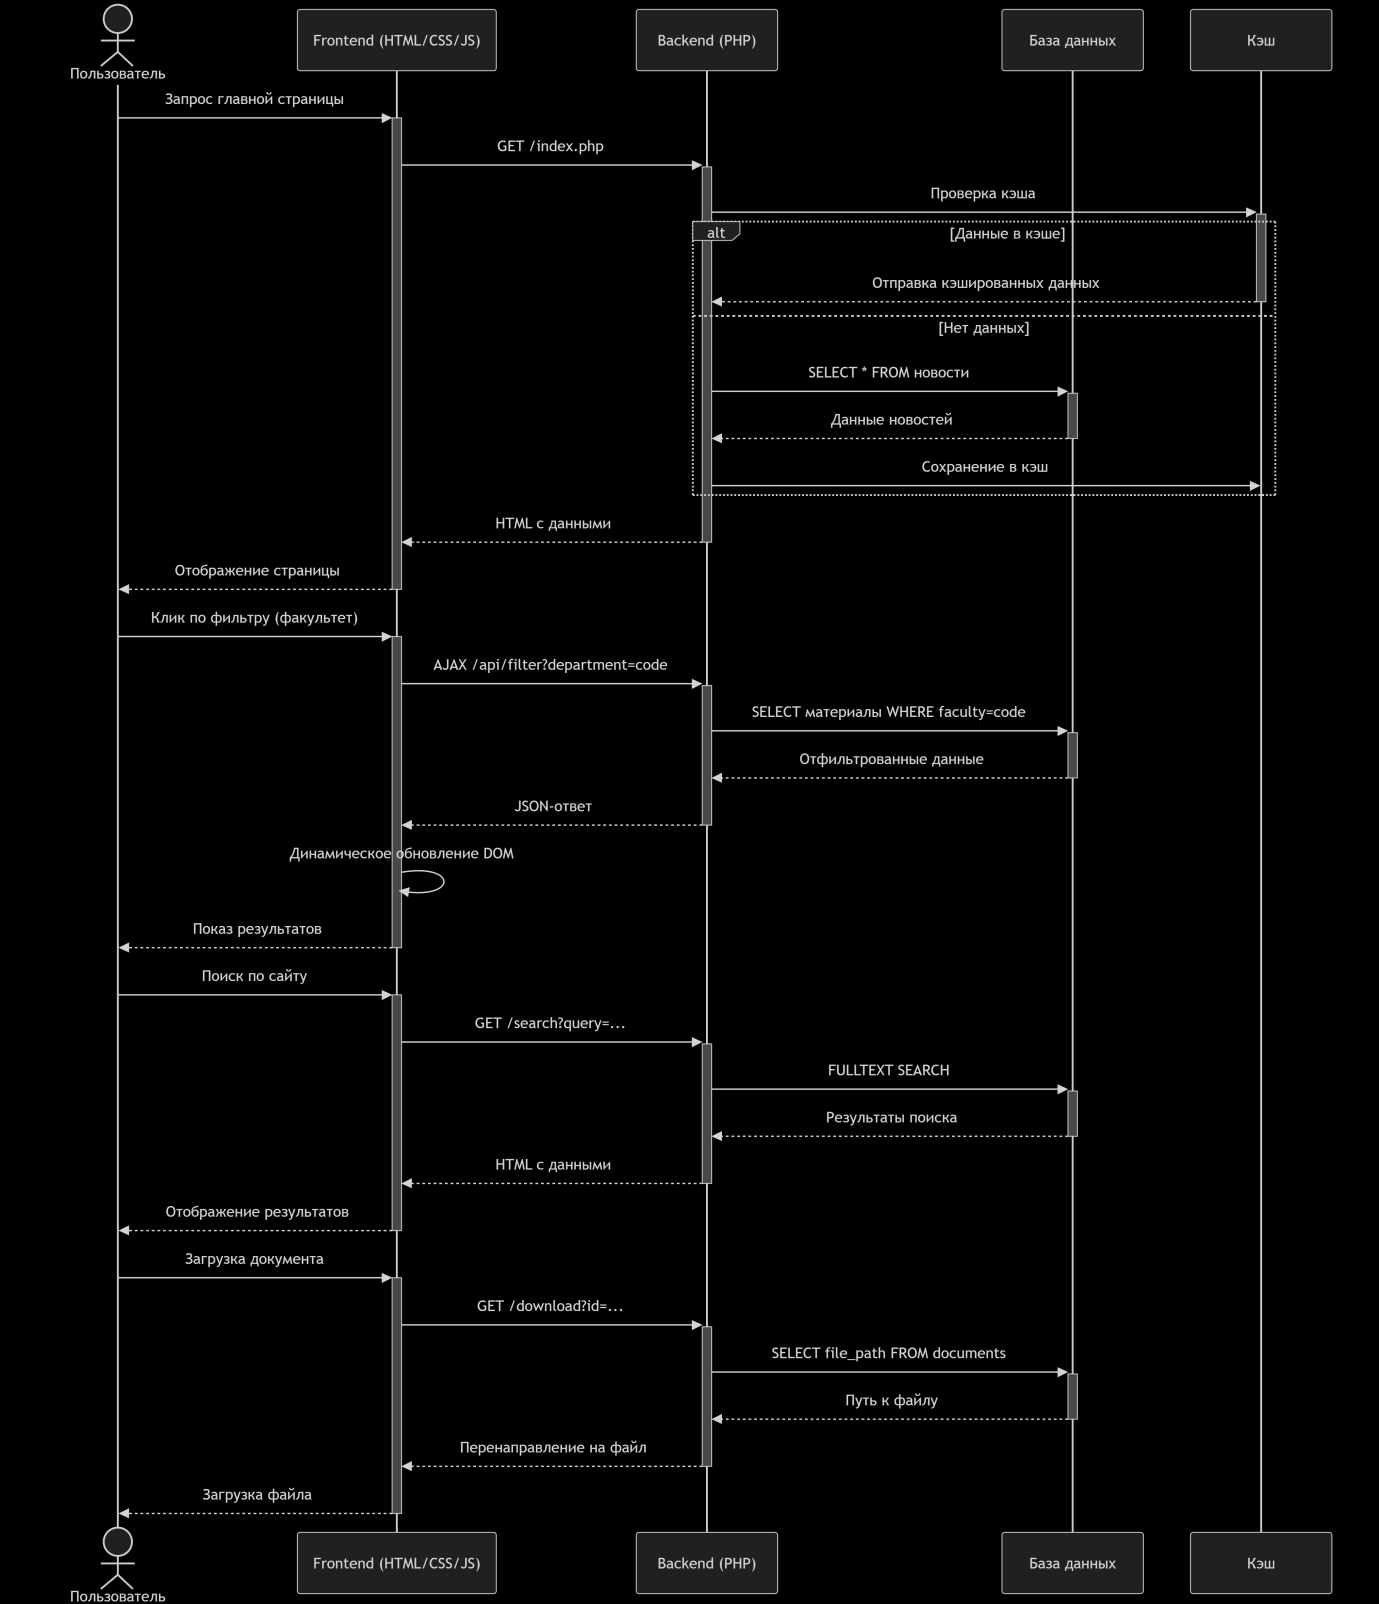 Пользователь
Frontend (HTML/CSS/JS)
Backend (PHP)
База данных
Кэш
Запрос главной страницы
GET /index.php
Проверка кэша
alt
[Данные в кэше]
Отправка кэшированных данных
[Нет данных]
SELECT * FROM новости
Данные новостей
Сохранение в кэш
HTML с данными
Отображение страницы
Клик по фильтру (факультет)
AJAX /api/filter?department=code
SELECT материалы WHERE faculty=code
Отфильтрованные данные
JSON-ответ
Динамическое обновление DOM
Показ результатов
Поиск по сайту
GET /search?query=...
FULLTEXT SEARCH
Результаты поиска
HTML с данными
Отображение результатов
Загрузка документа
GET /download?id=...
SELECT file_path FROM documents
Путь к файлу
Перенаправление на файл
Загрузка файла
Пользователь
Frontend (HTML/CSS/JS)
Backend (PHP)
База данных
Кэш